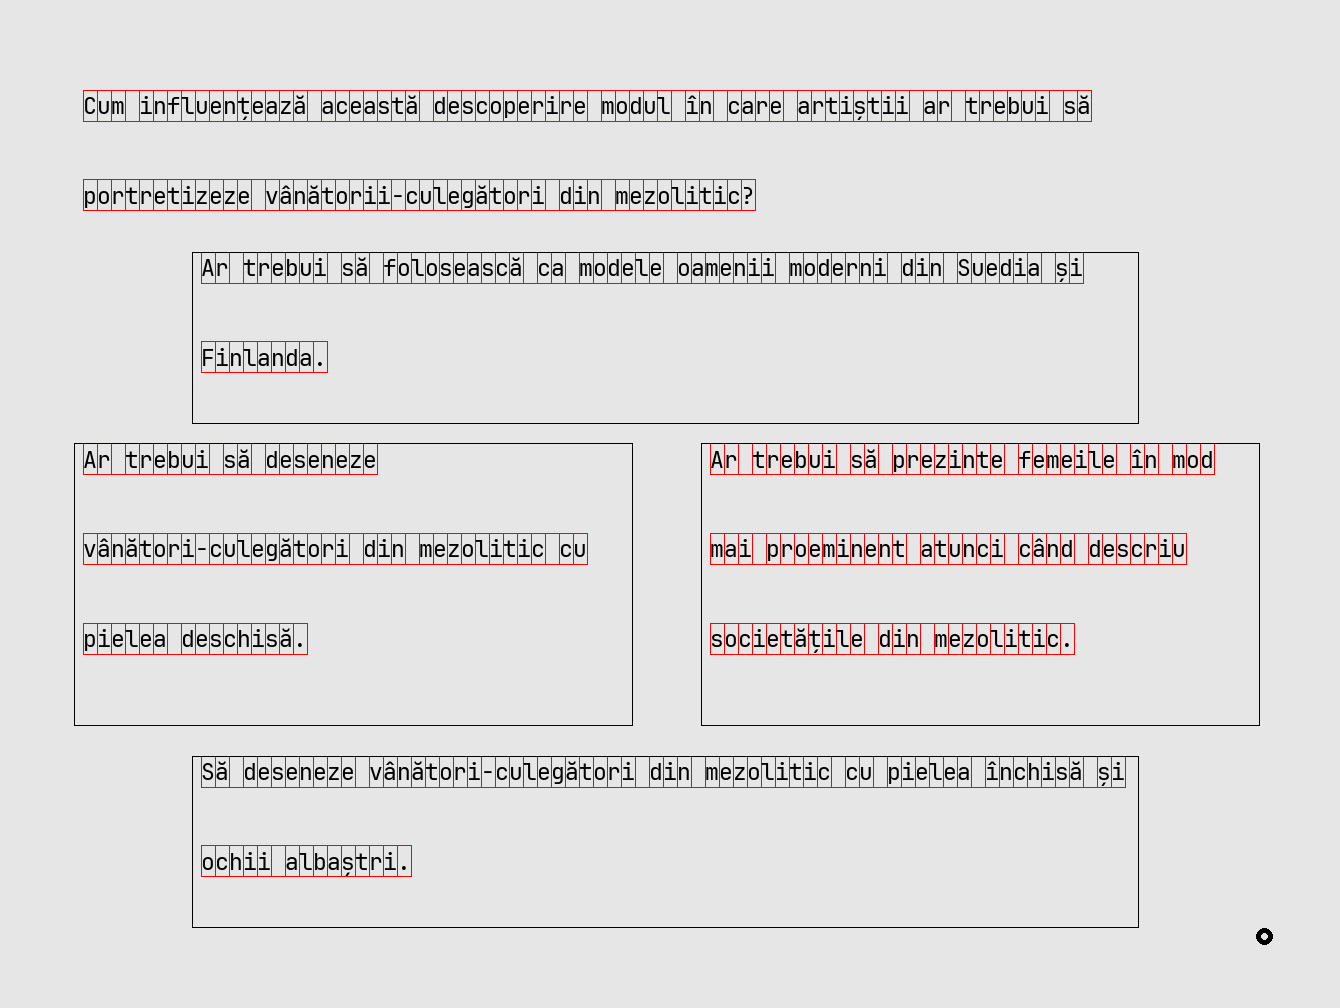 Cum influențează această descoperire modul în care artiștii ar trebui să
portretizeze vânătorii-culegători din mezolitic?
Ar trebui să folosească ca modele oamenii moderni din Suedia și
Finlanda.
Ar trebui să deseneze
vânători-culegători din mezolitic cu
pielea deschisă.
Ar trebui să prezinte femeile în mod
mai proeminent atunci când descriu
societățile din mezolitic.
Să deseneze vânători-culegători din mezolitic cu pielea închisă și
ochii albaștri.